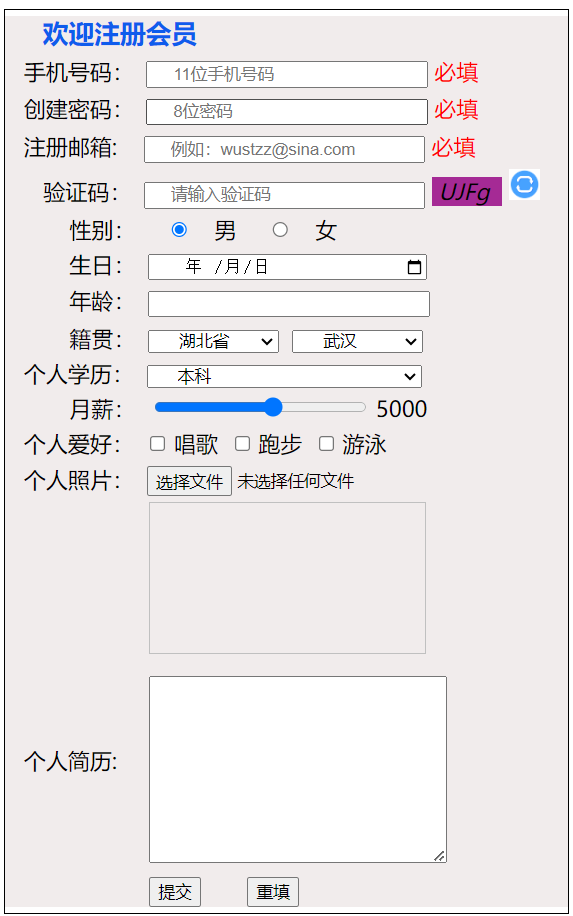 欢迎注册会员
手机号码： 11位手机号码 必填
创建密码： 8位密码 必填
注册邮箱: 例如：wustzz@sina.com 必填
验证码： 请输入验证码 UJFg
性别： 男 女
生日： 年 /月/日
年龄：
籍贯： 湖北省 武汉
个人学历： 本科
月薪： 5000
个人爱好： 唱歌 跑步 游泳
个人照片： 选择文件 未选择任何文件
个人简历:
提交 重填